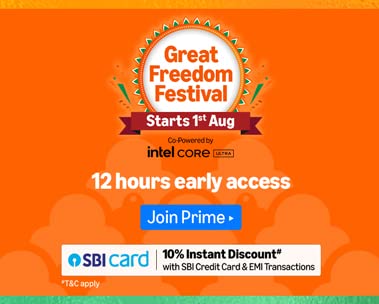 Great
Freedom
Festival
Starts 1st Aug
Co-Powered by
intel CORE ULTRA
12 hours early access
Join Prime ▸
SBI card
10% Instant Discount#
with SBI Credit Card & EMI Transactions
#T&C apply